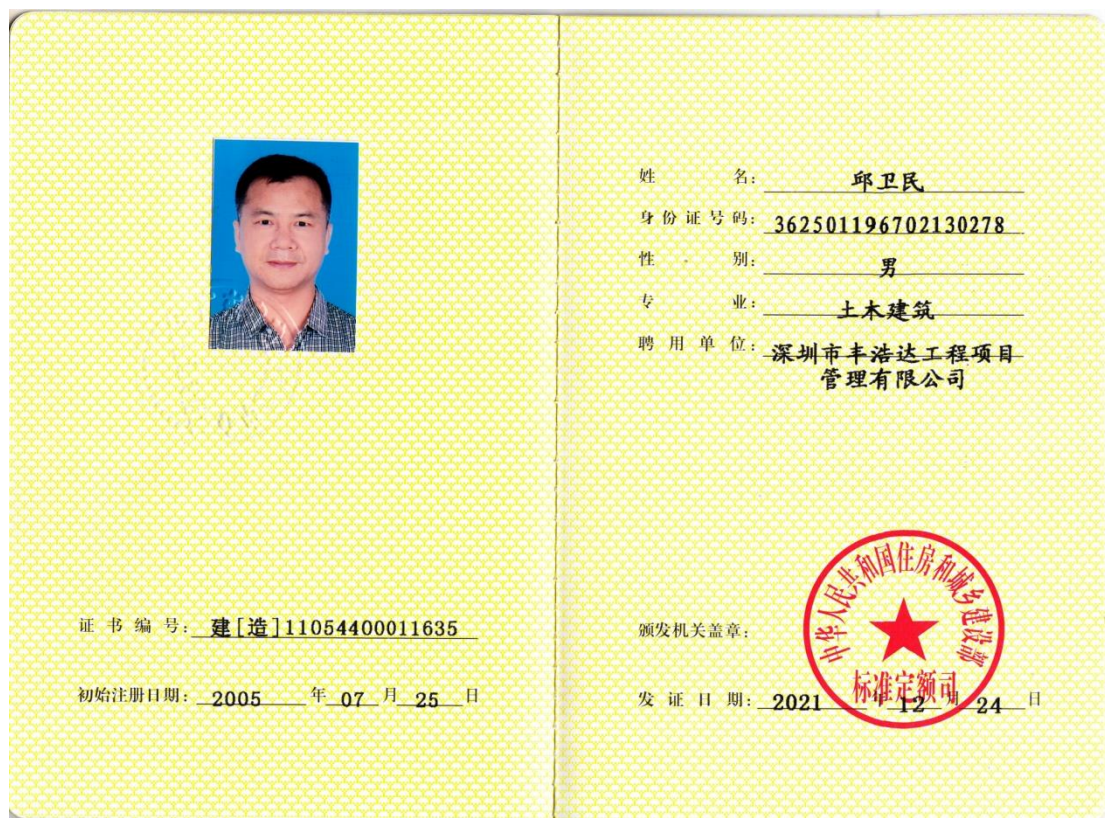 证书编号: 建[造]11054400011635
初始注册日期: 2005 年 07 月 25 日
姓名: 邱卫民
身份证号码: 362501196702130278
性别: 男
专业: 土木建筑
聘用单位: 深圳市丰浩达工程项目
管理有限公司
中华人民共和国住房和城乡建设部
标准定额司
颁发机关盖章:
发证日期: 2021 年 12 月 24 日